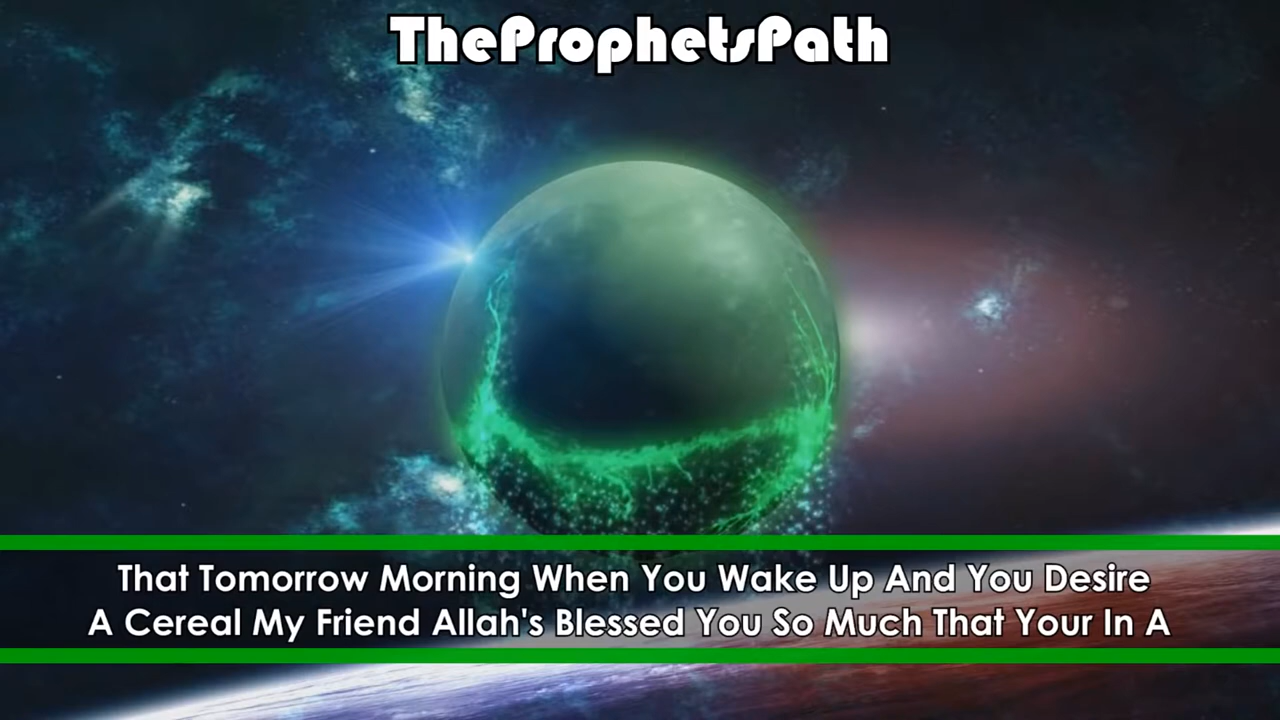 TheProphetsPath
That Tomorrow Morning When You Wake Up And You Desire
A Cereal My Friend Allah's Blessed You So Much That Your In A